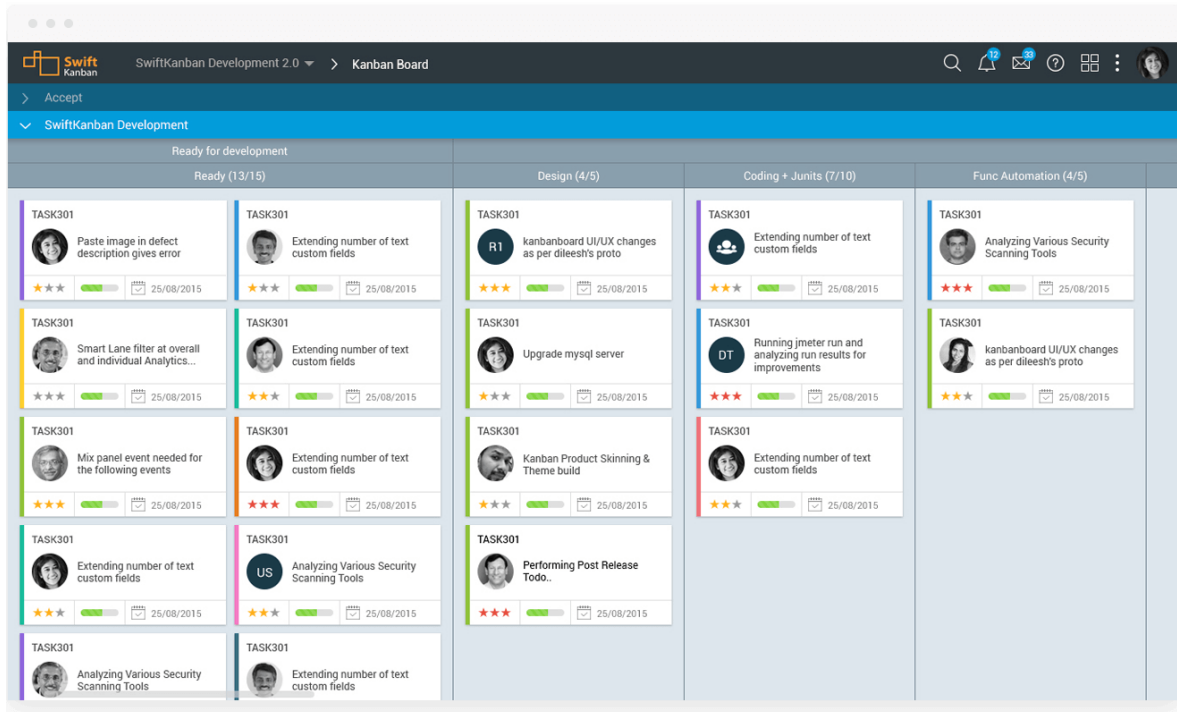 Swift
Kanban
SwiftKanban Development 2.0
Kanban Board
12
33
Accept
SwiftKanban Development
Ready for development
Ready (13/15)
Design (4/5)
Coding + Junits (7/10)
Func Automation (4/5)
TASK301
Paste image in defect
description gives error
25/08/2015
TASK301
Extending number of text
custom fields
25/08/2015
TASK301
R1
kanbanboard UI/UX changes
as per dileesh's proto
25/08/2015
TASK301
Extending number of text
custom fields
25/08/2015
TASK301
Analyzing Various Security
Scanning Tools
25/08/2015
TASK301
Smart Lane filter at overall
and individual Analytics...
25/08/2015
TASK301
Extending number of text
custom fields
25/08/2015
TASK301
Upgrade mysql server
25/08/2015
TASK301
DT
Running jmeter run and
analyzing run results for
improvements
25/08/2015
TASK301
kanbanboard UI/UX changes
as per dileesh's proto
25/08/2015
TASK301
Mix panel event needed for
the following events
25/08/2015
TASK301
Extending number of text
custom fields
25/08/2015
TASK301
Kanban Product Skinning &
Theme build
25/08/2015
TASK301
Extending number of text
custom fields
25/08/2015
TASK301
Extending number of text
custom fields
25/08/2015
TASK301
US
Analyzing Various Security
Scanning Tools
25/08/2015
TASK301
Performing Post Release
Todo..
25/08/2015
TASK301
Analyzing Various Security
Scanning Tools
TASK301
Extending number of text
custom fields